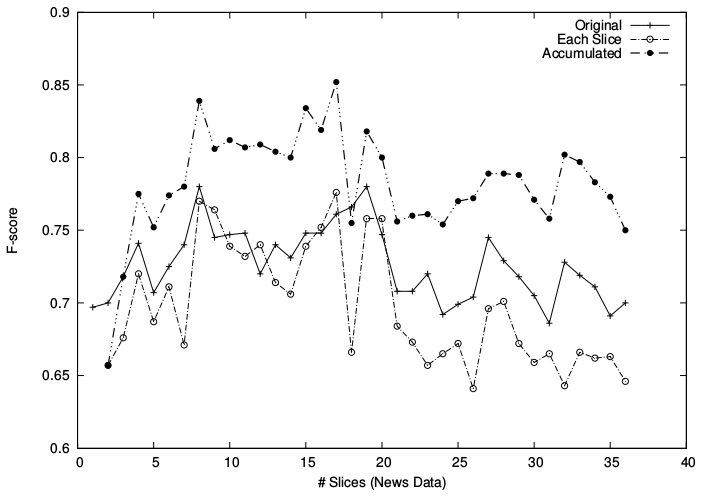 0.9
0.85
0.8
0.75
0.7
0.65
0.6
F-score
Original
Each Slice
Accumulated
0 5 10 15 20 25 30 35 40
# Slices (News Data)